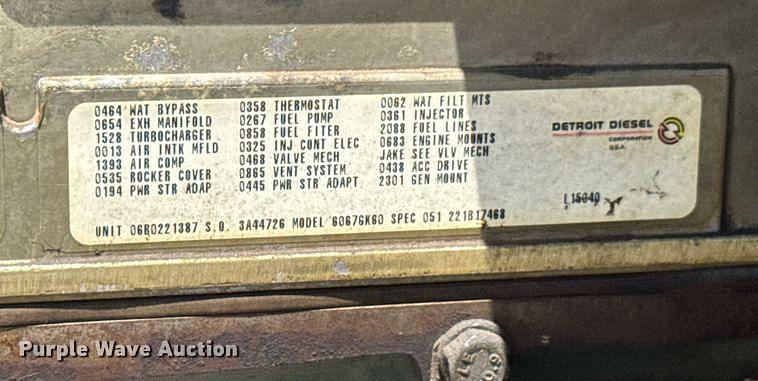 0464 WAT BYPASS
0654 EXH MANIFOLD
1528 TURBOCHARGER
0013 AIR INTK MFLD
1393 AIR COMP
0535 ROCKER COVER
0194 PWR STR ADAP
0358 THERMOSTAT
0267 FUEL PUMP
0858 FUEL FITER
0325 INJ CONT ELEC
0468 VALVE MECH
0865 VENT SYSTEM
0445 PWR STR ADAPT
0062 WAT FILT MTS
0361 INJECTOR
2088 FUEL LINES
0683 ENGINE MOUNTS
JAKE SEE VLV MECH
0438 ACC DRIVE
2301 GEN MOUNT
DETROIT DIESEL
CORPORATION
U.S.A.
L15040
UNIT 06R0221387 S.O. 3A44726 MODEL 6067GK60 SPEC 051 221B17468
Purple Wave Auction